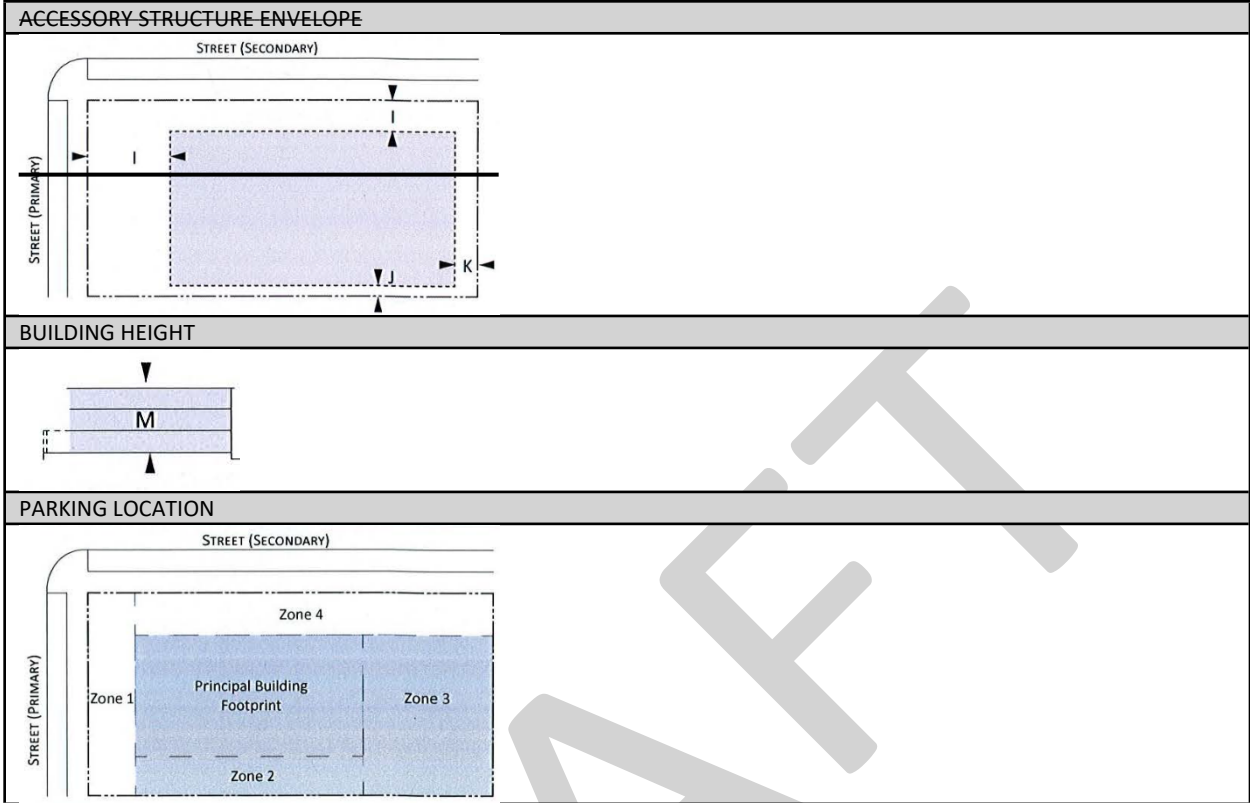 ACCESSORY STRUCTURE ENVELOPE
STREET (SECONDARY)
I
I
STREET (PRIMARY)
J
K
BUILDING HEIGHT
M
PARKING LOCATION
STREET (SECONDARY)
Zone 4
STREET (PRIMARY)
Zone 1
Principal Building
Footprint
Zone 3
Zone 2
AFT